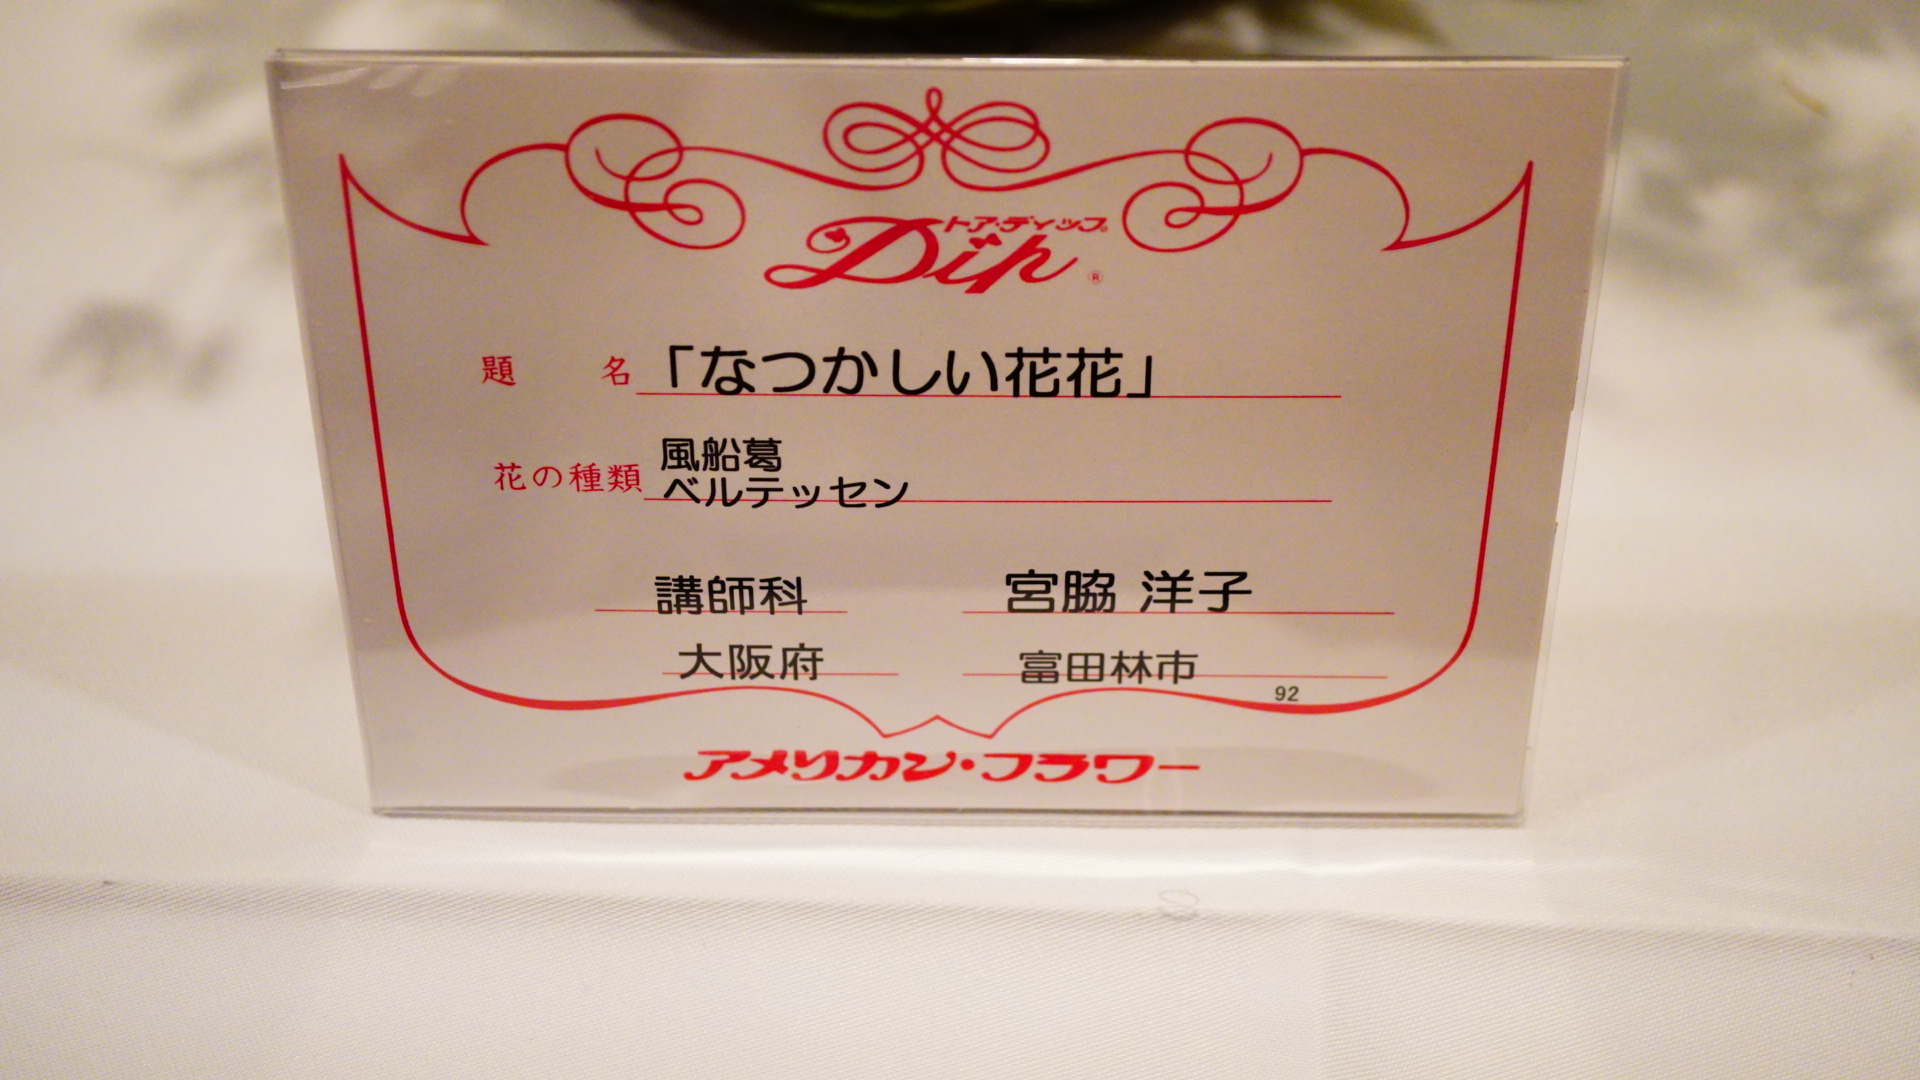 トア・ディップ
Dip ®
題名 「なつかしい花花」
花の種類 風船葛
ベルテッセン
講師科 宮脇 洋子
大阪府 富田林市
92
アメリカン・フラワー